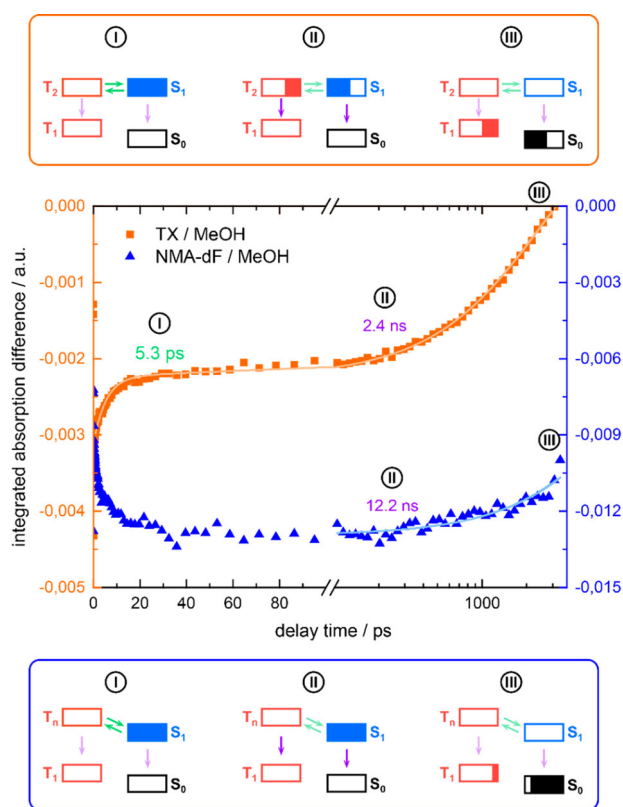 I II III
T2 S1 T2 S1 T2 S1
T1 S0 T1 S0 T1 S0
integrated absorption difference / a.u.
0,000 0,000
-0,001
-0,002
-0,003
-0,004
-0,005
-0,003
-0,006
-0,009
-0,012
-0,015
TX / MeOH
NMA-dF / MeOH
III
I
5.3 ps
II
2.4 ns
III
II
12.2 ns
0 20 40 60 80 1000
delay time / ps
I II III
Tn S1 Tn S1 Tn S1
T1 S0 T1 S0 T1 S0